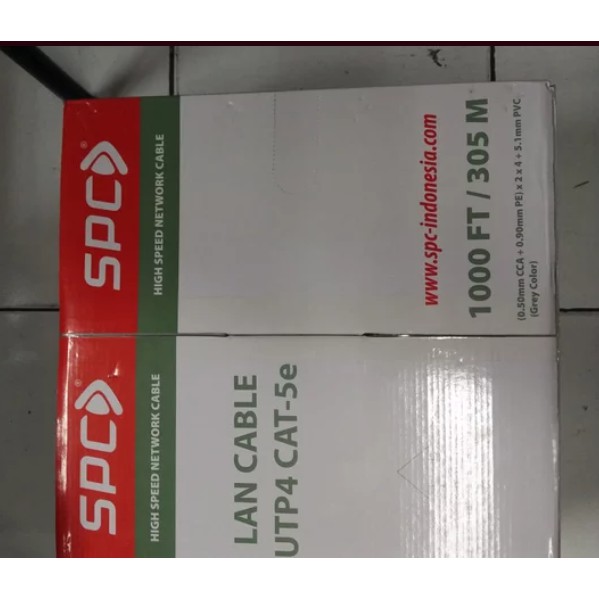 SPC®
HIGH SPEED NETWORK CABLE
www.spc-indonesia.com
1000 FT / 305 M
(0.50mm CCA + 0.90mm PE) x 2 x 4 + 5.1mm PVC
(Grey Color)
SPC®
HIGH SPEED NETWORK CABLE
LAN CABLE
UTP4 CAT-5e